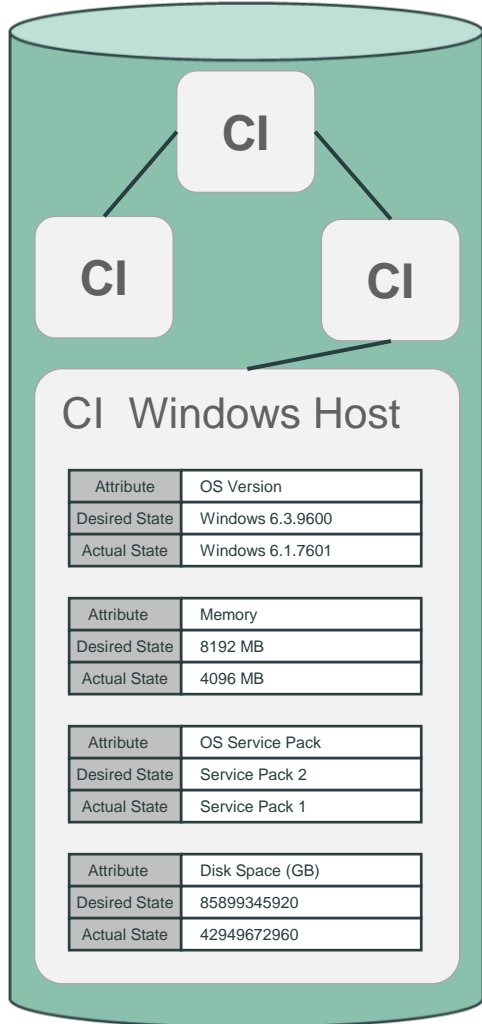 CI
CI
CI
CI Windows Host
Attribute OS Version
Desired State Windows 6.3.9600
Actual State Windows 6.1.7601
Attribute Memory
Desired State 8192 MB
Actual State 4096 MB
Attribute OS Service Pack
Desired State Service Pack 2
Actual State Service Pack 1
Attribute Disk Space (GB)
Desired State 85899345920
Actual State 42949672960